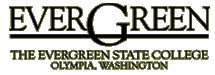 EVERGREEN
THE EVERGREEN STATE COLLEGE
OLYMPIA, WASHINGTON